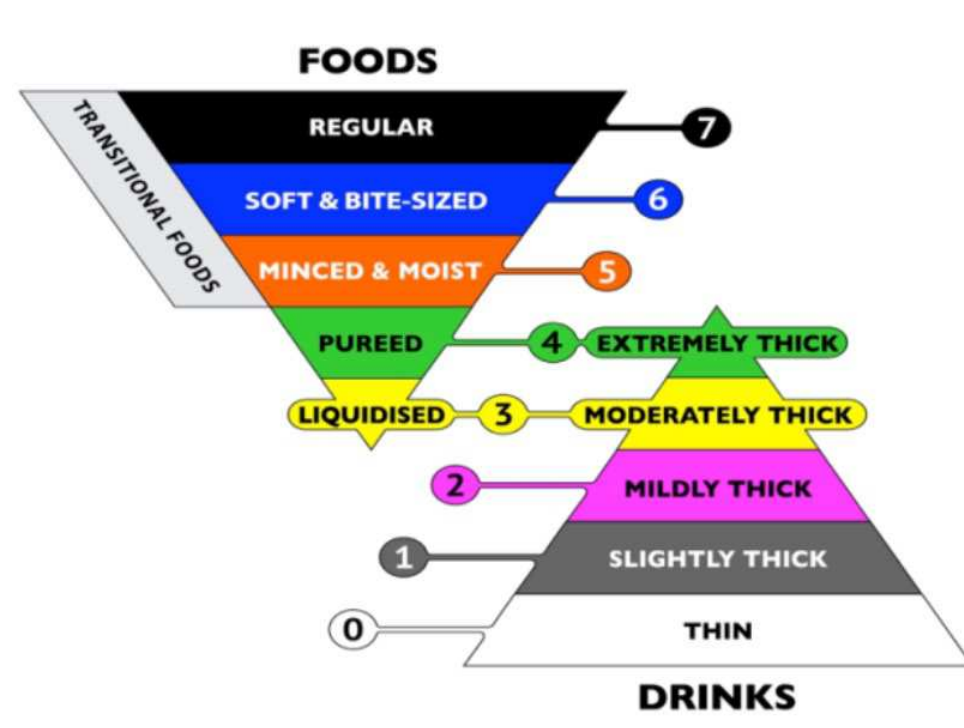 FOODS
TRANSITIONAL FOODS
REGULAR
7
SOFT & BITE-SIZED
6
MINCED & MOIST
5
PUREED
4
EXTREMELY THICK
LIQUIDISED
3
MODERATELY THICK
2
MILDLY THICK
1
SLIGHTLY THICK
0
THIN
DRINKS